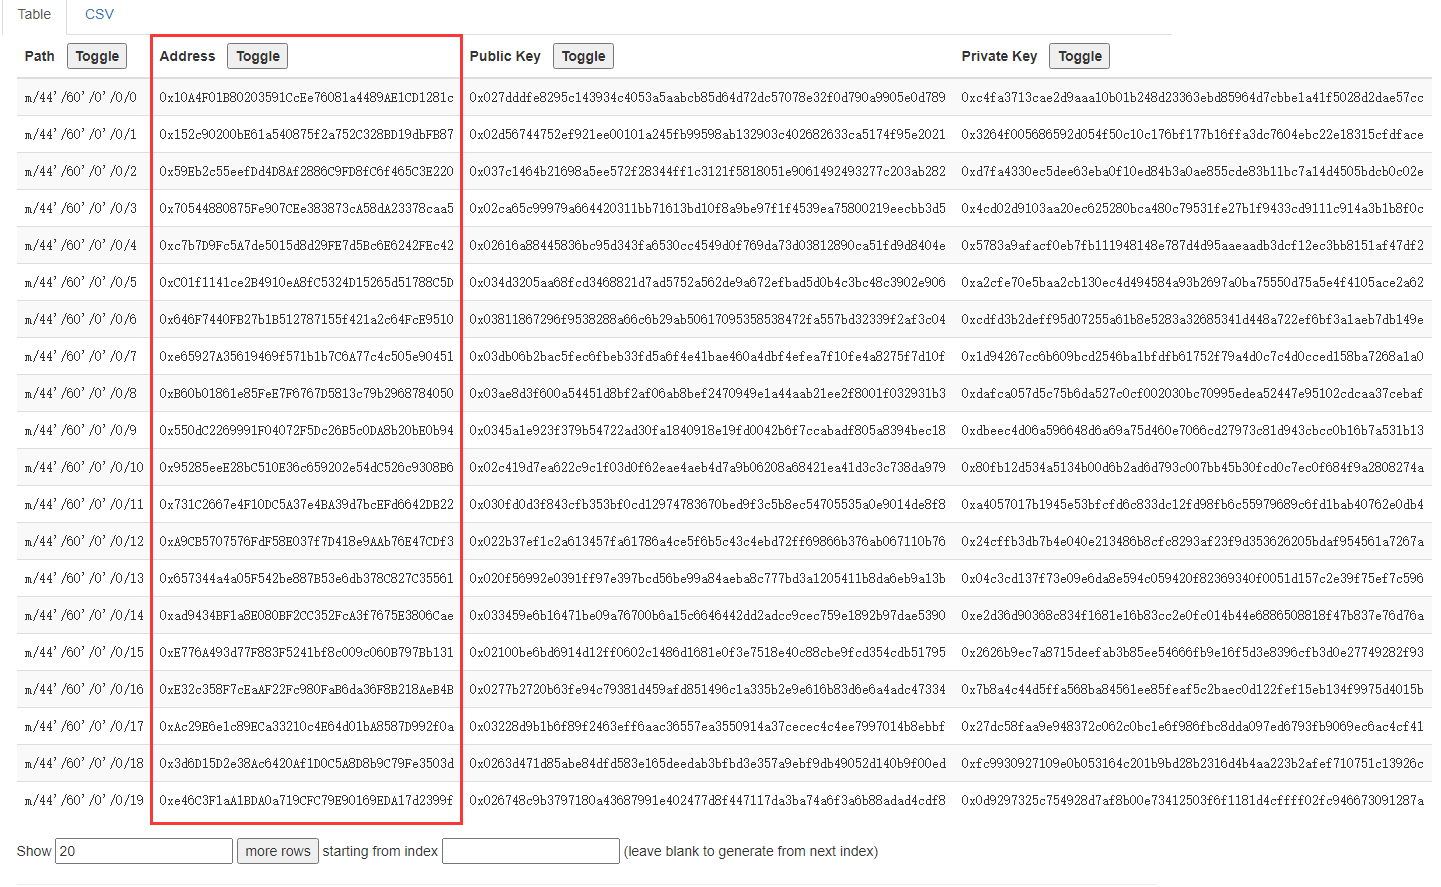 Table CSV
Path Toggle Address Toggle Public Key Toggle Private Key Toggle
m/44'/60'/0'/0/0 0x10A4F01B80203591CcEe76081a4489AE1CD1281c 0x027dddfe8295c143934c4053a5aabcb85d64d72dc57078e32f0d790a9905e0d789 0xc4fa3713cae2d9aaa10b01b248d23363ebd85964d7cbbe1a41f5028d2dae57cc
m/44'/60'/0'/0/1 0x152c90200bE61a540875f2a752C328BD19dbFB87 0x02d56744752ef921ee00101a245fb99598ab132903c402682633ca5174f95e2021 0x3264f005686592d054f50c10c176bf177b16ffa3dc7604ebc22e18315cfdface
m/44'/60'/0'/0/2 0x59Eb2c55eefDd4D8Af2886C9FD8fC6f465C3E220 0x037c1464b21698a5ee572f28344ff1c3121f5818051e9061492493277c203ab282 0xd7fa4330ec5dee63eba0f10ed84b3a0ae855cde83b11bc7a14d4505bdcb0c02e
m/44'/60'/0'/0/3 0x70544880875Fe907CEe383873cA58dA23378caa5 0x02ca65c99979a664420311bb71613bd10f8a9be97f1f4539ea75800219eecbb3d5 0x4cd02d9103aa20ec625280bca480c79531fe27b1f9433cd9111c914a3b1b8f0c
m/44'/60'/0'/0/4 0xc7b7D9Fc5A7de5015d8d29FE7d5Bc6E6242FEc42 0x02616a88445836bc95d343fa6530cc4549d0f769da73d03812890ca51fd9d8404e 0x5783a9afacf0eb7fb111948148e787d4d95aaeaadb3dcf12ec3bb8151af47df2
m/44'/60'/0'/0/5 0xC01f1141ce2B4910eA8fC5324D15265d51788C5D 0x034d3205aa68fcd3468821d7ad5752a562de9a672efbad5d0b4c3bc48c3902e906 0xa2cfe70e5baa2cb130ec4d494584a93b2697a0ba75550d75a5e4f4105ace2a62
m/44'/60'/0'/0/6 0x646F7440FB27b1B512787155f421a2c64FcE9510 0x03811867296f9538288a66c6b29ab50617095358538472fa557bd32339f2af3c04 0xcdfd3b2deff95d07255a61b8e5283a32685341d448a722ef6bf3a1aeb7db149e
m/44'/60'/0'/0/7 0xe65927A35619469f571b1b7C6A77c4c505e90451 0x03db06b2bac5fec6fbeb33fd5a6f4e41bae460a4dbf4efea7f10fe4a8275f7d10f 0x1d94267cc6b609bcd2546ba1bfdfb61752f79a4d0c7c4d0cced158ba7268a1a0
m/44'/60'/0'/0/8 0xB60b01861e85FeE7F6767D5813c79b2968784050 0x03ae8d3f600a54451d8bf2af06ab8bef2470949e1a44aab21ee2f8001f032931b3 0xdafca057d5c75b6da527c0cf002030bc70995edea52447e95102cdcaa37cebaf
m/44'/60'/0'/0/9 0x550dC2269991F04072F5Dc26B5c0DA8b20bE0b94 0x0345a1e923f379b54722ad30fa1840918e19fd0042b6f7ccabadf805a8394bec18 0xdbeec4d06a596648d6a69a75d460e7066cd27973c81d943cbcc0b16b7a531b13
m/44'/60'/0'/0/10 0x95285eeE28bC510E36c659202e54dC526c9308B6 0x02c419d7ea622c9c1f03d0f62eae4aeb4d7a9b06208a68421ea41d3c3c738da979 0x80fb12d534a5134b00d6b2ad6d793c007bb45b30fcd0c7ec0f684f9a2808274a
m/44'/60'/0'/0/11 0x731C2667e4F10DC5A37e4BA39d7bcEFd6642DB22 0x030fd0d3f843cfb353bf0cd12974783670bed9f3c5b8ec54705535a0e9014de8f8 0xa4057017b1945e53bfcfd6c833dc12fd98fb6c55979689c6fd1bab40762e0db4
m/44'/60'/0'/0/12 0xA9CB5707576FdF58E037f7D418e9AAb76E47CDf3 0x022b37ef1c2a613457fa61786a4ce5f6b5c43c4ebd72ff69866b376ab067110b76 0x24cffb3db7b4e040e213486b8cfc8293af23f9d353626205bdaf954561a7267a
m/44'/60'/0'/0/13 0x657344a4a05F542be887B53e6db378C827C35561 0x020f56992e0391ff97e397bcd56be99a84aeba8c777bd3a1205411b8da6eb9a13b 0x04c3cd137f73e09e6da8e594c059420f82369340f0051d157c2e39f75ef7c596
m/44'/60'/0'/0/14 0xad9434BF1a8E080BF2CC352FcA3f7675E3806Cae 0x033459e6b16471be09a76700b6a15c6646442dd2adcc9cec759e1892b97dae5390 0xe2d36d90368c834f1681e16b83cc2e0fc014b44e6886508818f47b837e76d76a
m/44'/60'/0'/0/15 0xE776A493d77F883F5241bf8c009c060B797Bb131 0x02100be6bd6914d12ff0602c1486d1681e0f3e7518e40c88cbe9fcd354cdb51795 0x2626b9ec7a8715deefab3b85ee54666fb9e16f5d3e8396cfb3d0e27749282f93
m/44'/60'/0'/0/16 0xE32c358F7cEaAF22Fc980FaB6da36F8B218AeB4B 0x0277b2720b63fe94c79381d459afd851496c1a335b2e9e616b83d6e6a4adc47334 0x7b8a4c44d5ffa568ba84561ee85feaf5c2baec0d122fef15eb134f9975d4015b
m/44'/60'/0'/0/17 0xAc29E6e1c89ECa33210c4E64d01bA8587D992f0a 0x03228d9b1b6f89f2463eff6aac36557ea3550914a37cecec4c4ee7997014b8ebbf 0x27dc58faa9e948372c062c0bc1e6f986fbc8dda097ed6793fb9069ec6ac4cf41
m/44'/60'/0'/0/18 0x3d6D15D2e38Ac6420Af1D0C5A8D8b9C79Fe3503d 0x0263d471d85abe84dfd583e165deedab3bfbd3e357a9ebf9db49052d140b9f00ed 0xfc9930927109e0b053164c201b9bd28b2316d4b4aa223b2afef710751c13926c
m/44'/60'/0'/0/19 0xe46C3F1aA1BDA0a719CFC79E90169EDA17d2399f 0x026748c9b3797180a43687991e402477d8f447117da3ba74a6f3a6b88adad4cdf8 0x0d9297325c754928d7af8b00e73412503f6f1181d4cffff02fc946673091287a
Show 20 more rows starting from index (leave blank to generate from next index)